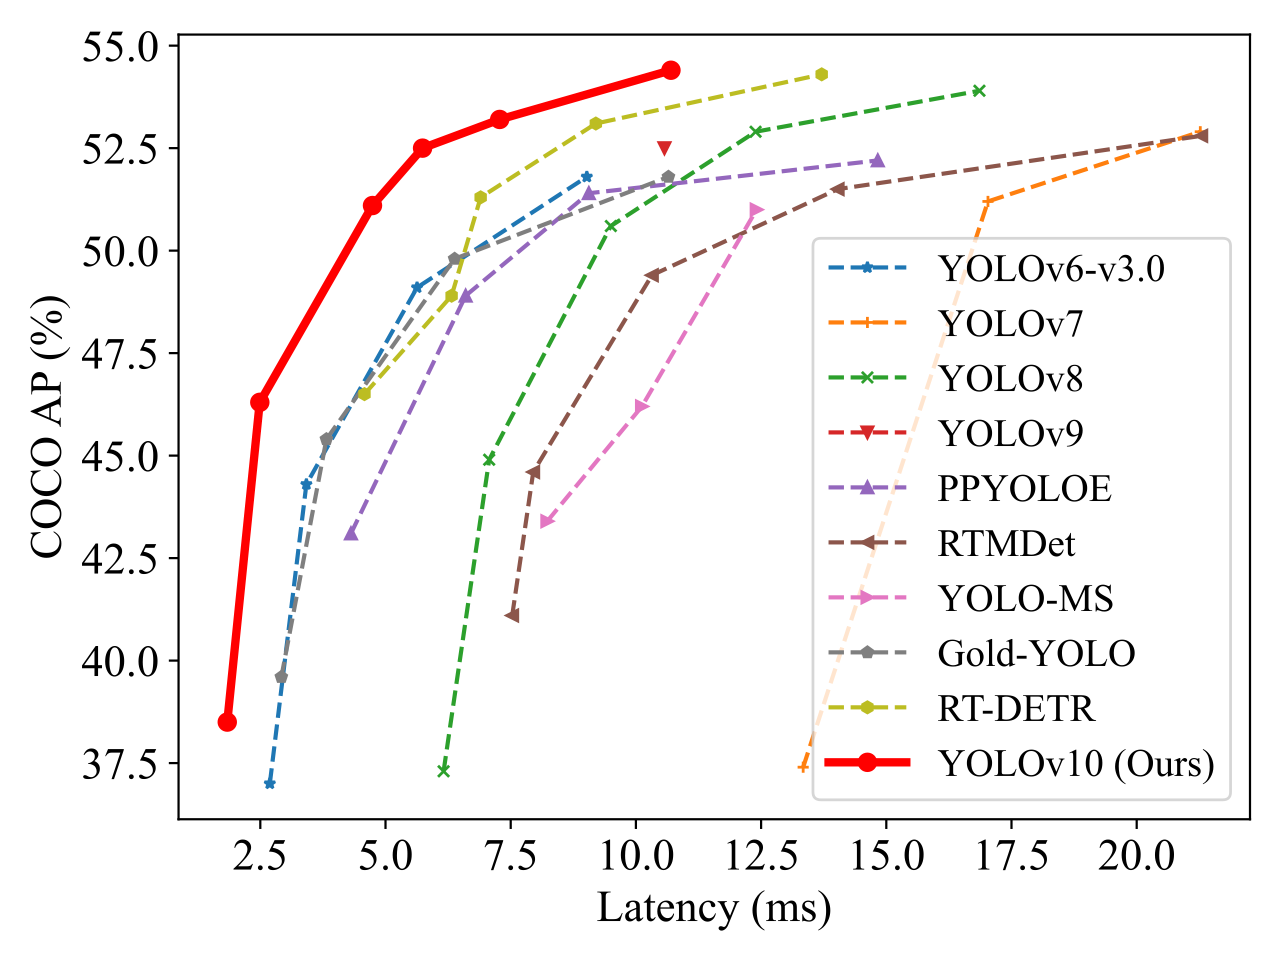 55.0
52.5
50.0
47.5
45.0
42.5
40.0
37.5
COCO AP (%)
YOLOv6-v3.0
YOLOv7
YOLOv8
YOLOv9
PPYOLOE
RTMDet
YOLO-MS
Gold-YOLO
RT-DETR
YOLOv10 (Ours)
2.5 5.0 7.5 10.0 12.5 15.0 17.5 20.0
Latency (ms)